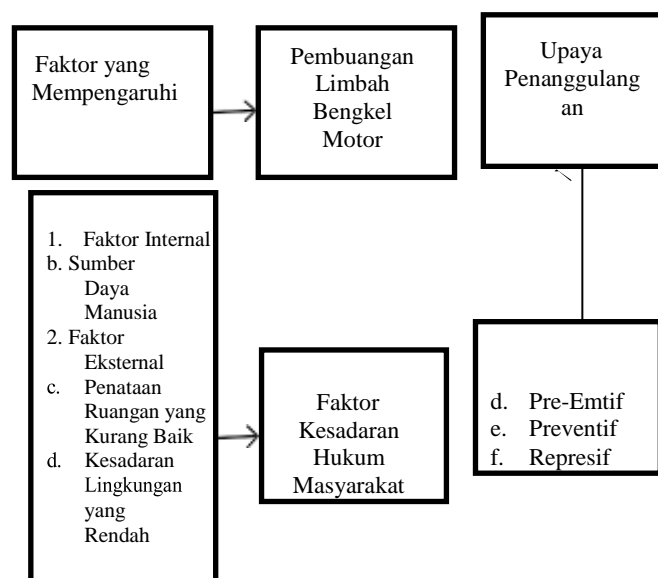 Faktor yang
Mempengaruhi
Pembuangan
Limbah
Bengkel
Motor
Upaya
Penanggulang
an
1. Faktor Internal
b. Sumber
Daya
Manusia
2. Faktor
Eksternal
c. Penataan
Ruangan yang
Kurang Baik
d. Kesadaran
Lingkungan
yang
Rendah
Faktor
Kesadaran
Hukum
Masyarakat
d. Pre-Emtif
e. Preventif
f. Represif